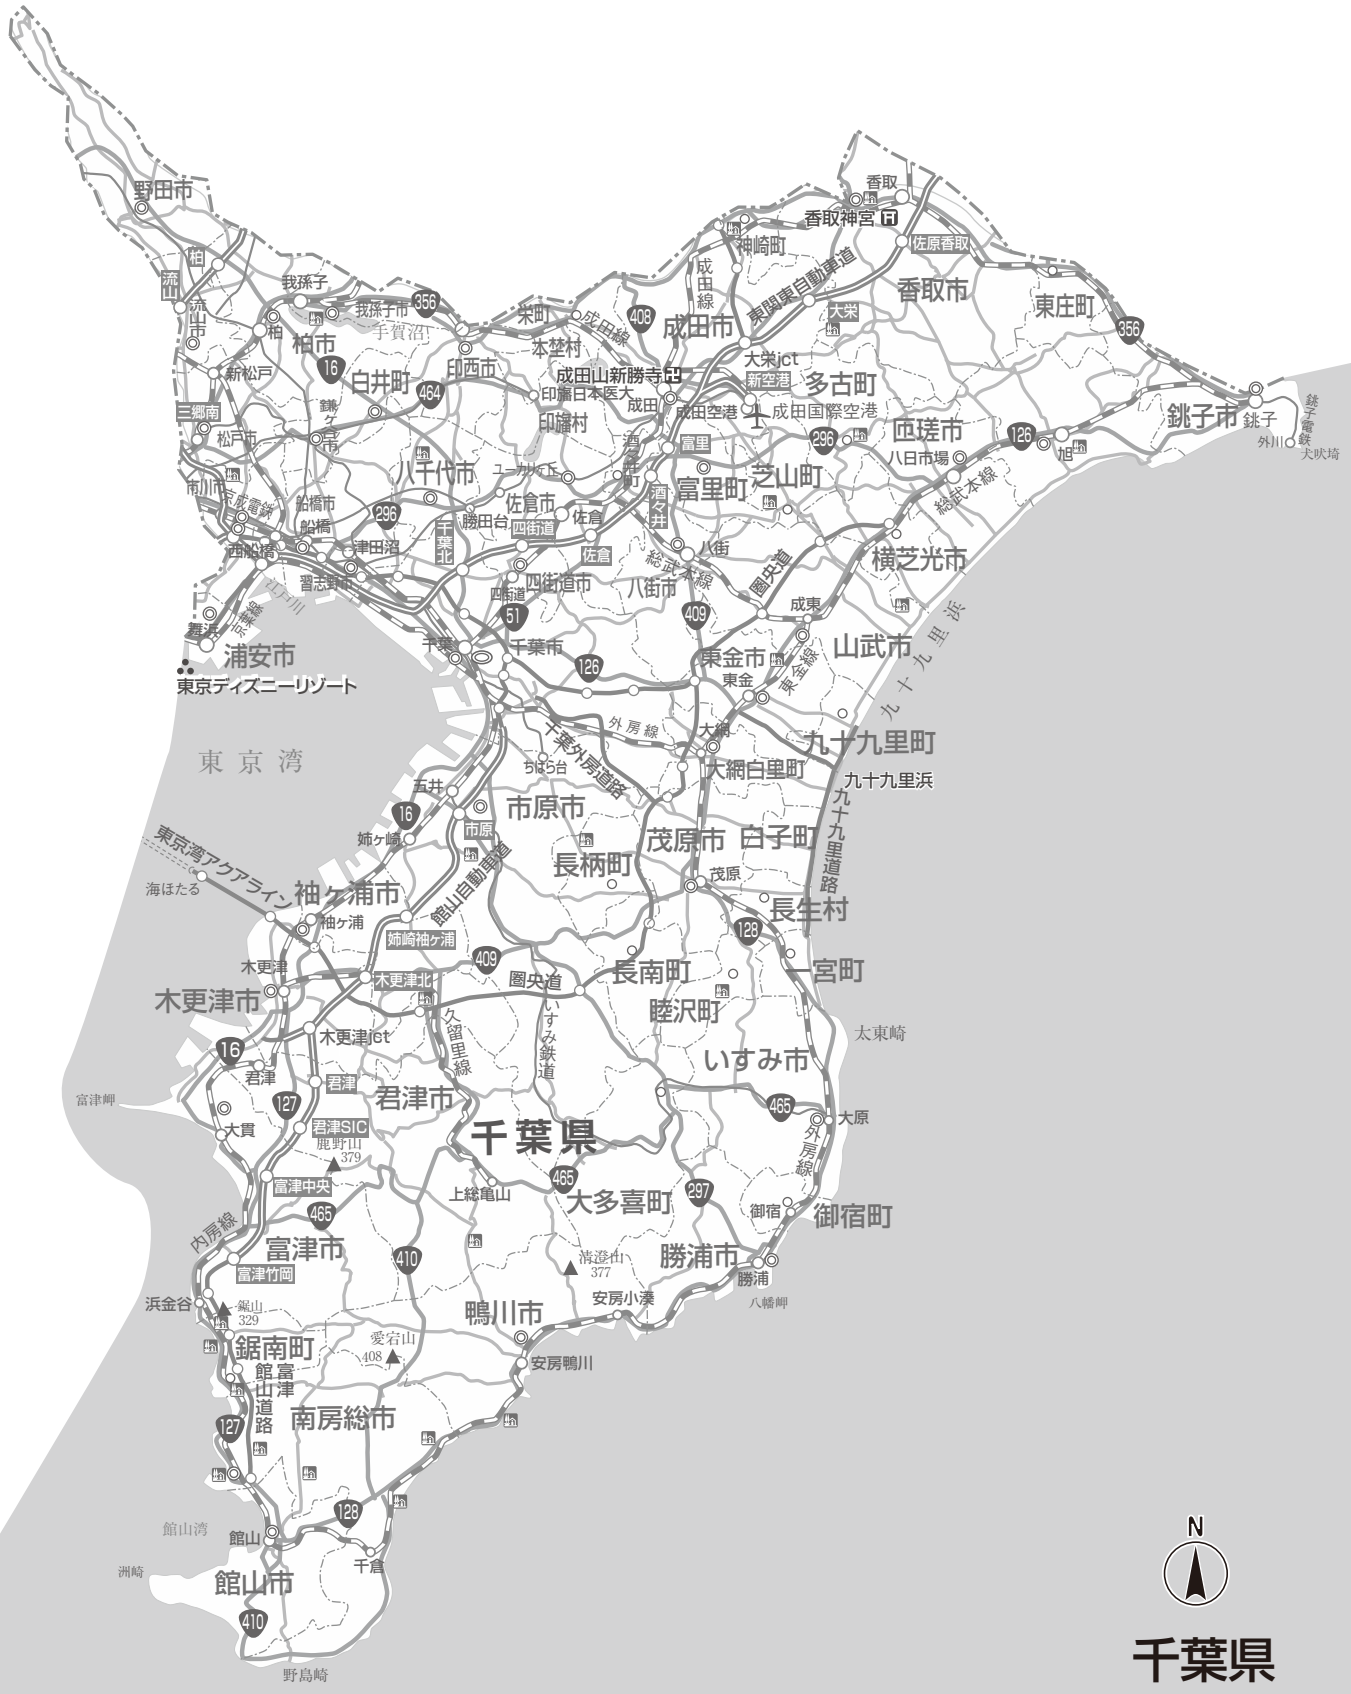 野田市
香取
香取神宮
柏
神崎町
佐原香取
流山
我孫子
成田線
東関東自動車道
香取市
我孫子市
356
栄町
408
成田市
大栄
東庄町
流山市
手賀沼
成田線
356
柏
柏市
16
印西市
本埜村
大栄jct
新松戸
白井町
464
成田山新勝寺
新空港
多古町
印旛日本医大
三郷南
鎌ヶ谷市
成田
成田空港
成田国際空港
銚子市
銚子
銚子電鉄
松戸市
印旛村
酒々井町
富里
296
匝瑳市
126
外川
犬吠埼
八千代市
ユーカリヶ丘
八日市場
旭
市川市
京成電鉄
船橋市
富里町
芝山町
総武本線
296
佐倉市
船橋
勝田台
四街道
佐倉
酒々井
西船橋
津田沼
千葉北
佐倉
八街
横芝光市
習志野市
四街道市
総武本線
圏央道
江戸川
四街道
八街市
舞浜
京葉線
51
409
成東
九十九里浜
浦安市
千葉
千葉市
126
東金市
東金線
山武市
東京ディズニーリゾート
東金
外房線
大網
九十九里町
東京湾
千葉外房道路
ちはら台
大網白里町
九十九里浜
五井
16
市原市
九十九里道路
姉ヶ崎
市原
茂原市
白子町
東京湾アクアライン
長柄町
海ほたる
袖ヶ浦市
館山自動車道
茂原
袖ヶ浦
長生村
姉崎袖ヶ浦
128
木更津
409
長南町
一宮町
木更津北
圏央道
木更津市
睦沢町
久留里線
いすみ鉄道
太東崎
木更津jct
16
いすみ市
君津
君津
富津岬
127
君津市
465
大貫
君津SIC
千葉県
大原
外房線
鹿野山
379
465
富津中央
上総亀山
297
465
大多喜町
御宿
御宿町
内房線
富津市
410
清澄山
377
勝浦市
富津竹岡
勝浦
浜金谷
鋸山
329
鴨川市
安房小湊
八幡岬
鋸南町
愛宕山
408
安房鴨川
富津
館山道路
127
南房総市
128
館山湾
館山
N
洲崎
千倉
館山市
410
野島崎
千葉県